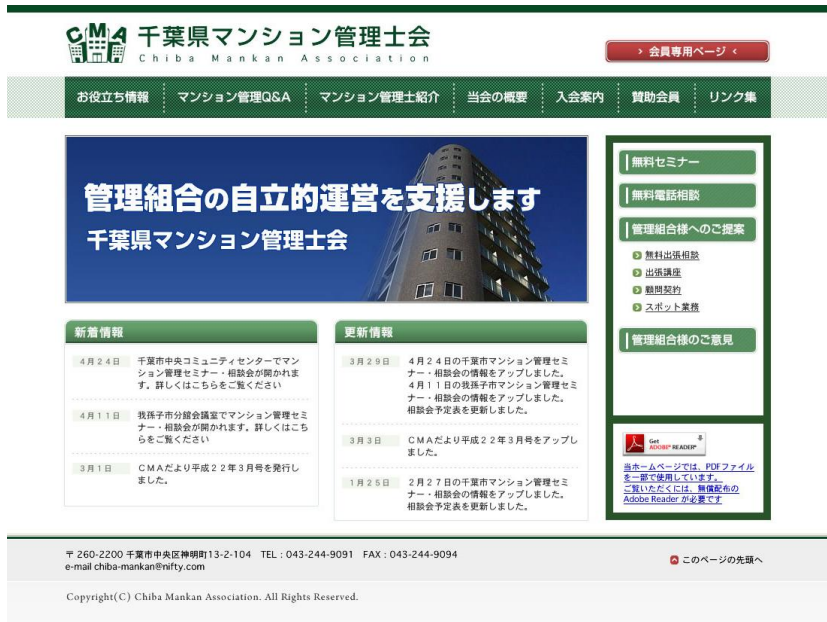 CMA 千葉県マンション管理士会
Chiba Mankan Association
› 会員専用ページ ‹
お役立ち情報 マンション管理Q&A マンション管理士紹介 当会の概要 入会案内 賛助会員 リンク集
管理組合の自立的運営を支援します
千葉県マンション管理士会
無料セミナー
無料電話相談
管理組合様へのご提案
無料出張相談
出張講座
顧問契約
スポット業務
管理組合様のご意見
新着情報
4月24日 千葉市中央コミュニティセンターでマン
ション管理セミナー・相談会が開かれま
す。詳しくはこちらをご覧ください
4月11日 我孫子市分館会議室でマンション管理セミ
ナー・相談会が開かれます。詳しくはこち
らをご覧ください
3月1日 CMAだより平成22年3月号を発行し
ました。
更新情報
3月29日 4月24日の千葉市マンション管理セミ
ナー・相談会の情報をアップしました。
4月11日の我孫子市マンション管理セミ
ナー・相談会の情報をアップしました。
相談会予定表を更新しました。
3月3日 CMAだより平成22年3月号をアップし
ました。
1月25日 2月27日の千葉市マンション管理セミ
ナー・相談会の情報をアップしました。
相談会予定表を更新しました。
Get
ADOBE® READER®
当ホームページでは、PDFファイル
を一部で使用しています。
ご覧いただくには、無償配布の
Adobe Reader が必要です
〒260-2200 千葉市中央区神明町13-2-104 TEL：043-244-9091 FAX：043-244-9094
e-mail chiba-mankan@nifty.com
このページの先頭へ
Copyright(C) Chiba Mankan Association. All Rights Reserved.